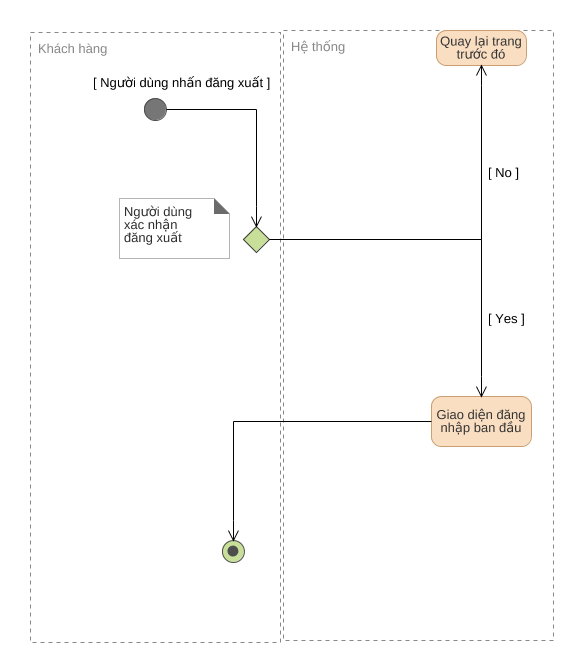 Khách hàng
Hệ thống
Quay lại trang
trước đó
[ Người dùng nhấn đăng xuất ]
[ No ]
Người dùng
xác nhận
đăng xuất
[ Yes ]
Giao diện đăng
nhập ban đầu